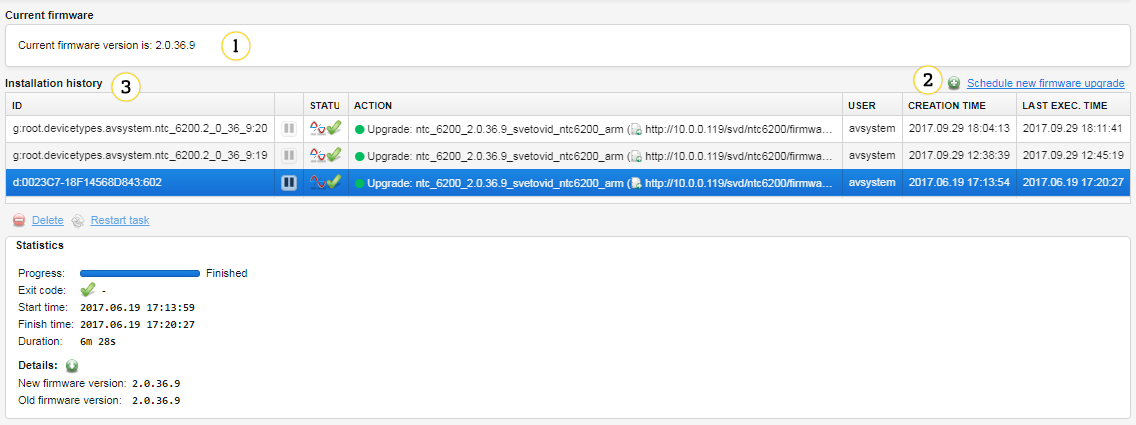 Current firmware
Current firmware version is: 2.0.36.9 1
Installation history 3 2 Schedule new firmware upgrade
ID STATU ACTION USER CREATION TIME LAST EXEC. TIME
g:root.devicetypes.avsystem.ntc_6200.2_0_36_9:20 Upgrade: ntc_6200_2.0.36.9_svetovid_ntc6200_arm ( http://10.0.0.119/svd/ntc6200/firmwa... avsystem 2017.09.29 18:04:13 2017.09.29 18:11:41
g:root.devicetypes.avsystem.ntc_6200.2_0_36_9:19 Upgrade: ntc_6200_2.0.36.9_svetovid_ntc6200_arm ( http://10.0.0.119/svd/ntc6200/firmwa... avsystem 2017.09.29 12:38:39 2017.09.29 12:45:19
d:0023C7-18F14568D843:602 Upgrade: ntc_6200_2.0.36.9_svetovid_ntc6200_arm ( http://10.0.0.119/svd/ntc6200/firmwa... avsystem 2017.06.19 17:13:54 2017.06.19 17:20:27
Delete Restart task
Statistics
Progress: Finished
Exit code: -
Start time: 2017.06.19 17:13:59
Finish time: 2017.06.19 17:20:27
Duration: 6m 28s
Details:
New firmware version: 2.0.36.9
Old firmware version: 2.0.36.9